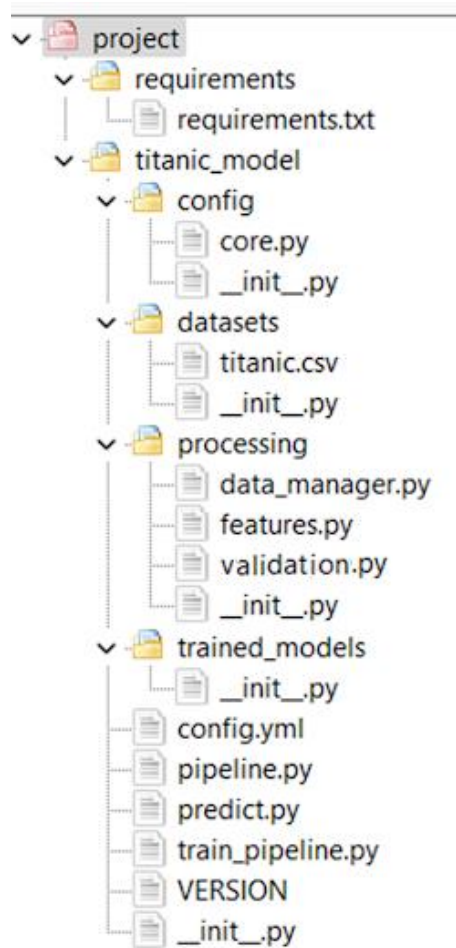 project
requirements
requirements.txt
titanic_model
config
core.py
__init__.py
datasets
titanic.csv
__init__.py
processing
data_manager.py
features.py
validation.py
__init__.py
trained_models
__init__.py
config.yml
pipeline.py
predict.py
train_pipeline.py
VERSION
__init__.py